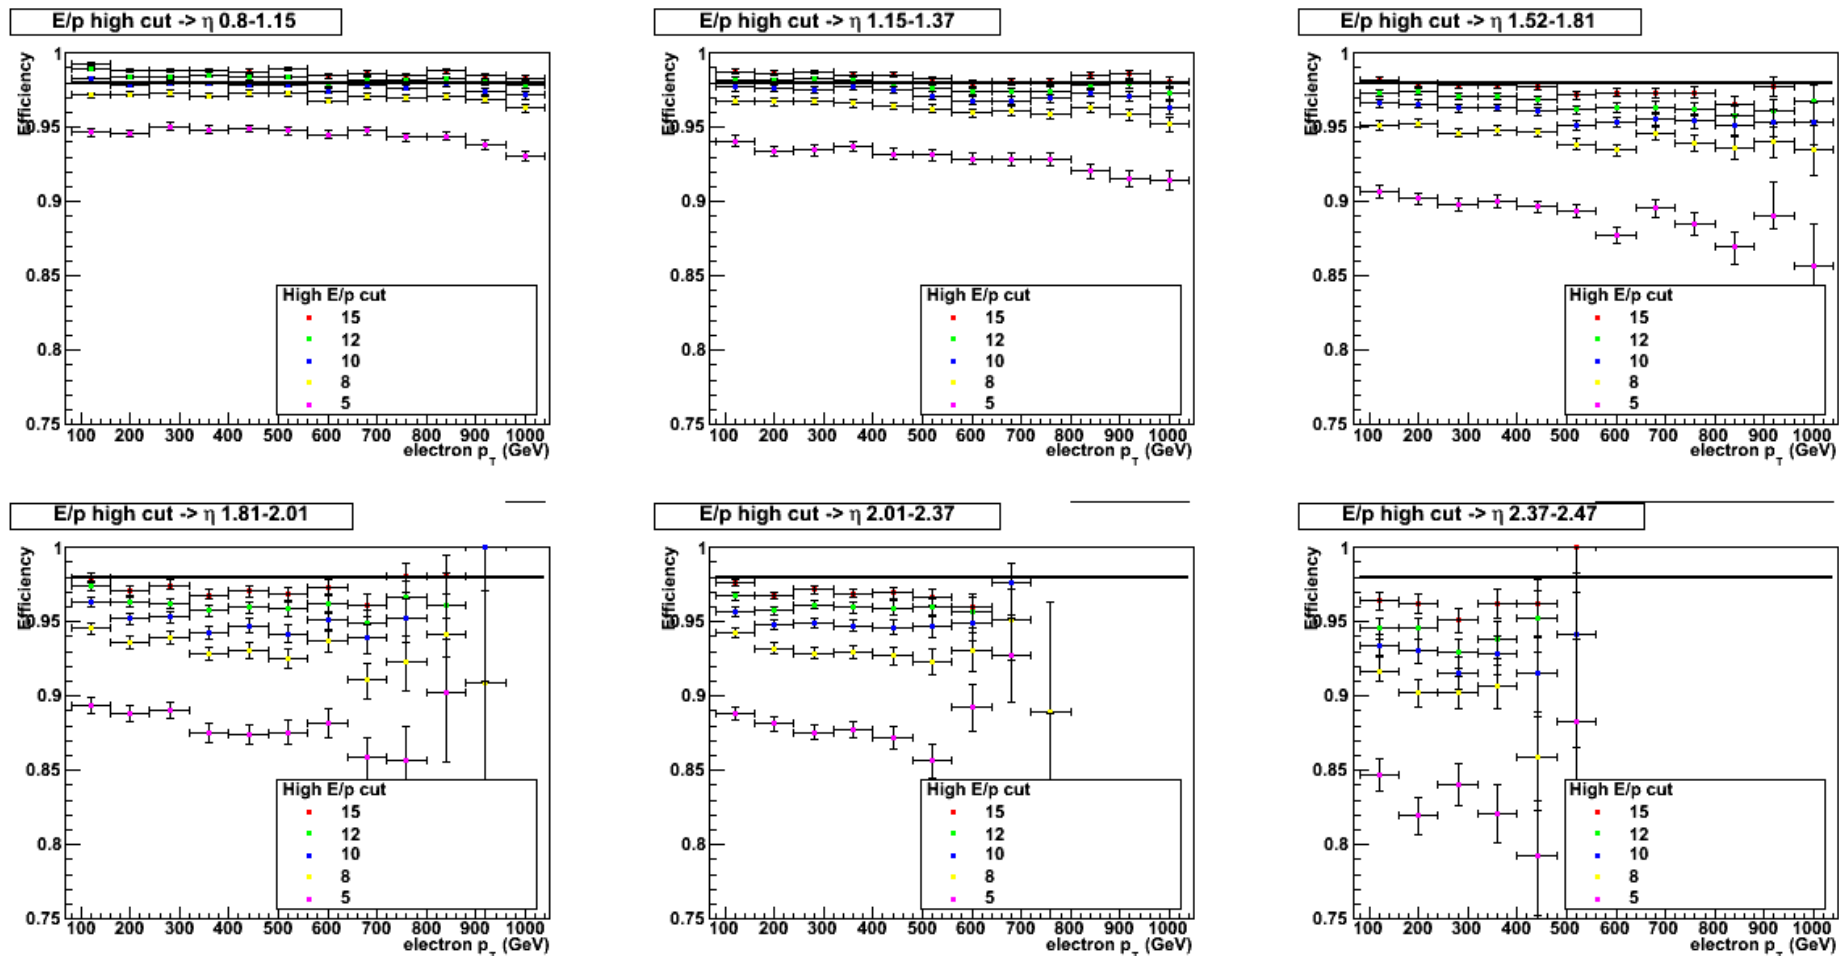 E/p high cut -> η 0.8-1.15
Efficiency
1
0.95
0.9
0.85
0.8
0.75
High E/p cut
15
12
10
8
5
100 200 300 400 500 600 700 800 900 1000
electron p_T (GeV)
E/p high cut -> η 1.15-1.37
Efficiency
1
0.95
0.9
0.85
0.8
0.75
High E/p cut
15
12
10
8
5
100 200 300 400 500 600 700 800 900 1000
electron p_T (GeV)
E/p high cut -> η 1.52-1.81
Efficiency
1
0.95
0.9
0.85
0.8
0.75
High E/p cut
15
12
10
8
5
100 200 300 400 500 600 700 800 900 1000
electron p_T (GeV)
E/p high cut -> η 1.81-2.01
Efficiency
1
0.95
0.9
0.85
0.8
0.75
High E/p cut
15
12
10
8
5
100 200 300 400 500 600 700 800 900 1000
electron p_T (GeV)
E/p high cut -> η 2.01-2.37
Efficiency
1
0.95
0.9
0.85
0.8
0.75
High E/p cut
15
12
10
8
5
100 200 300 400 500 600 700 800 900 1000
electron p_T (GeV)
E/p high cut -> η 2.37-2.47
Efficiency
1
0.95
0.9
0.85
0.8
0.75
High E/p cut
15
12
10
8
5
100 200 300 400 500 600 700 800 900 1000
electron p_T (GeV)